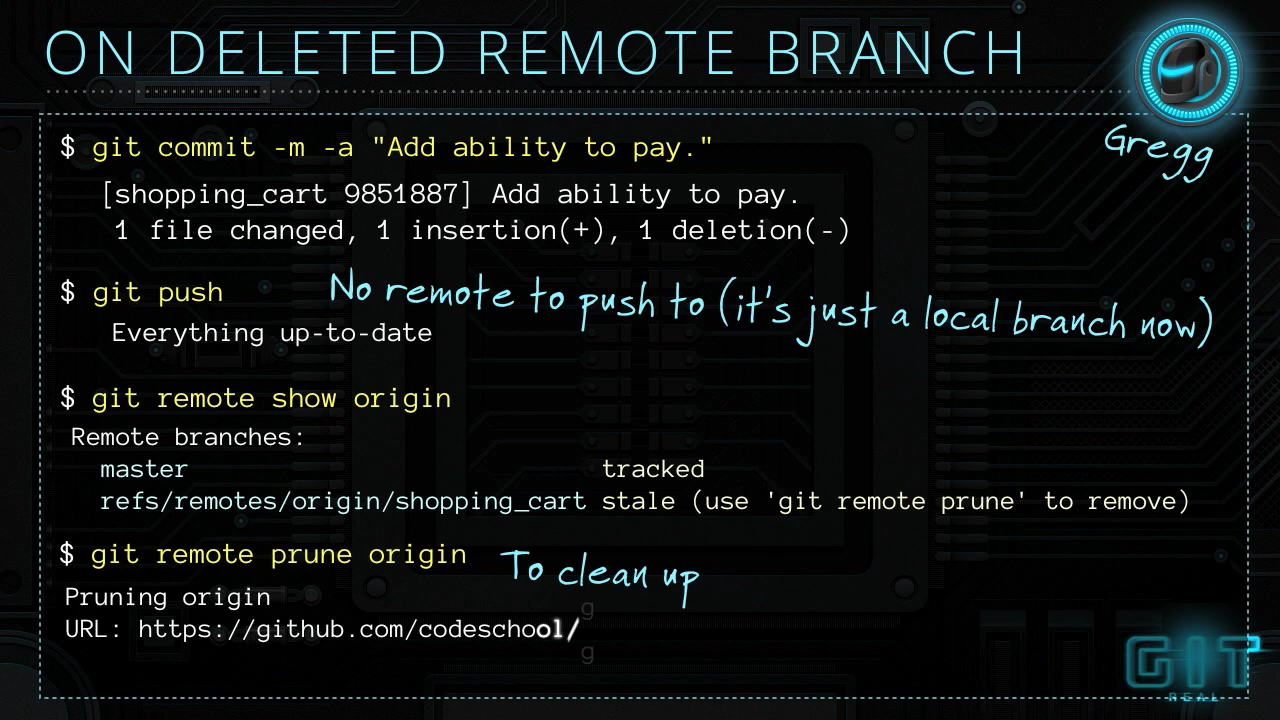 ON DELETED REMOTE BRANCH
Gregg
$ git commit -m -a "Add ability to pay."
[shopping_cart 9851887] Add ability to pay.
1 file changed, 1 insertion(+), 1 deletion(-)
$ git push
No remote to push to (it's just a local branch now)
Everything up-to-date
$ git remote show origin
Remote branches:
master tracked
refs/remotes/origin/shopping_cart stale (use 'git remote prune' to remove)
$ git remote prune origin
To clean up
Pruning origin
g
URL: https://github.com/codeschool/
g
GIT
REAL